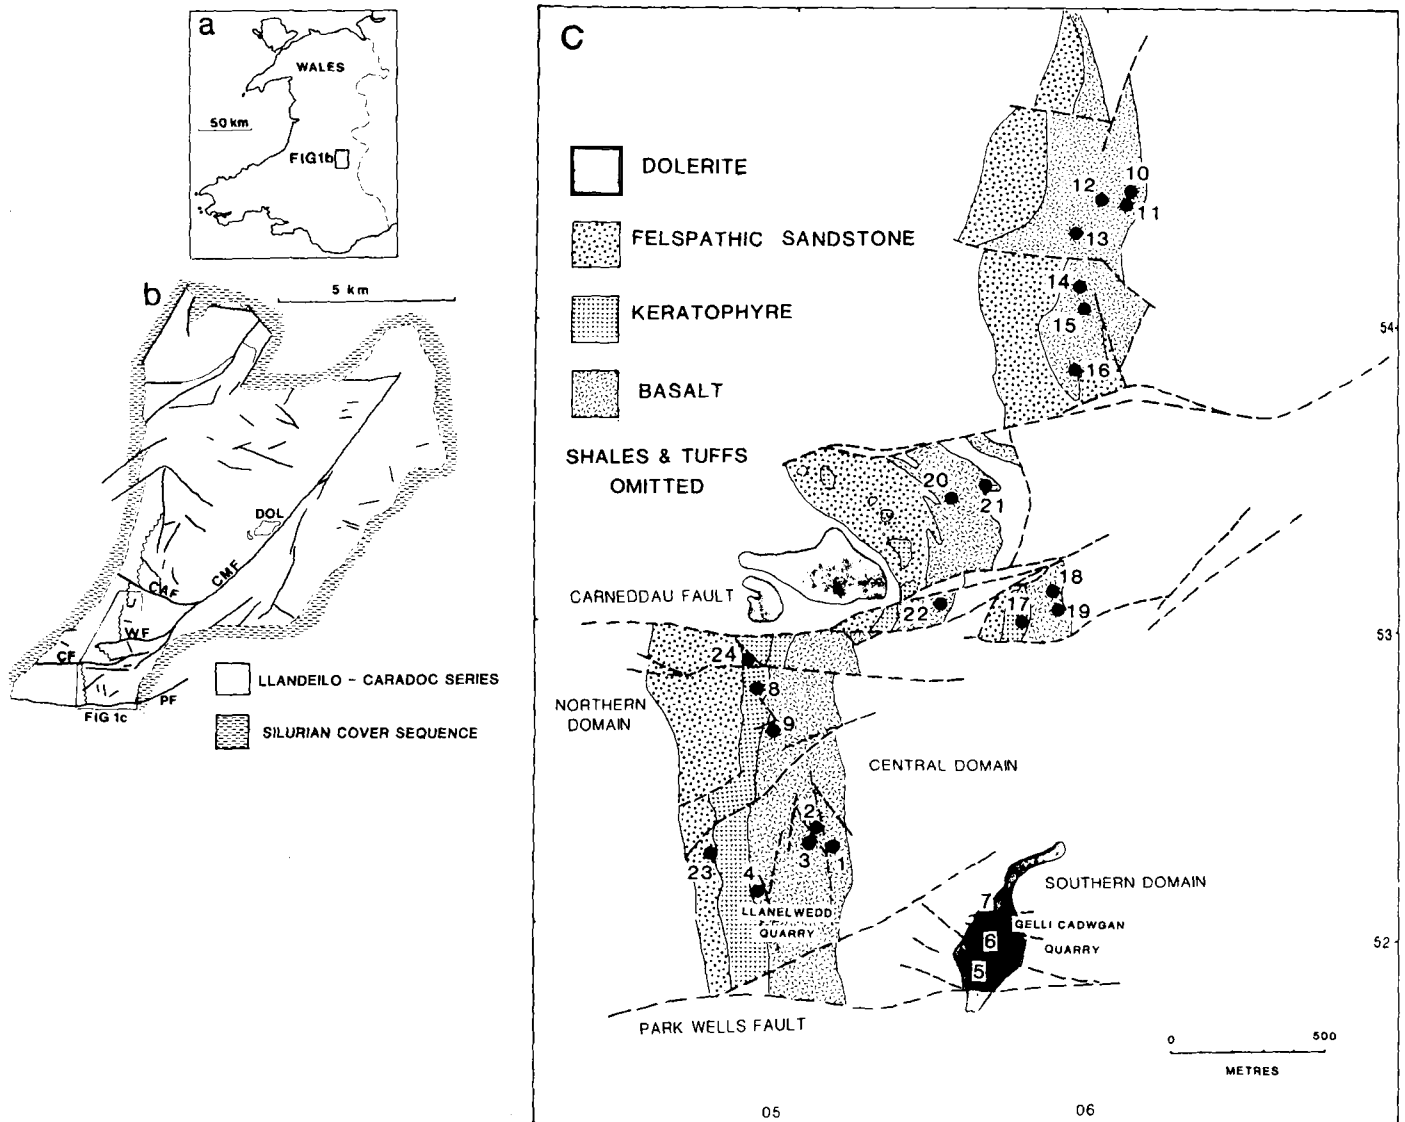 a
WALES
50 km
FIG1b
b
5 km
DOL
CMF
CAF
WF
CF
PF
FIG 1c
LLANDEILO - CARADOC SERIES
SILURIAN COVER SEQUENCE
C
DOLERITE
FELSPATHIC SANDSTONE
KERATOPHYRE
BASALT
SHALES & TUFFS
OMITTED
10
12
11
13
14
15
16
54
20
21
CARNEDDAU FAULT
18
22
17
19
53
24
8
NORTHERN
DOMAIN
9
CENTRAL DOMAIN
2
3
1
23
4
LLANELWEDD
QUARRY
SOUTHERN DOMAIN
7
GELLI CADWGAN
QUARRY
6
52
5
PARK WELLS FAULT
0
500
METRES
05
06